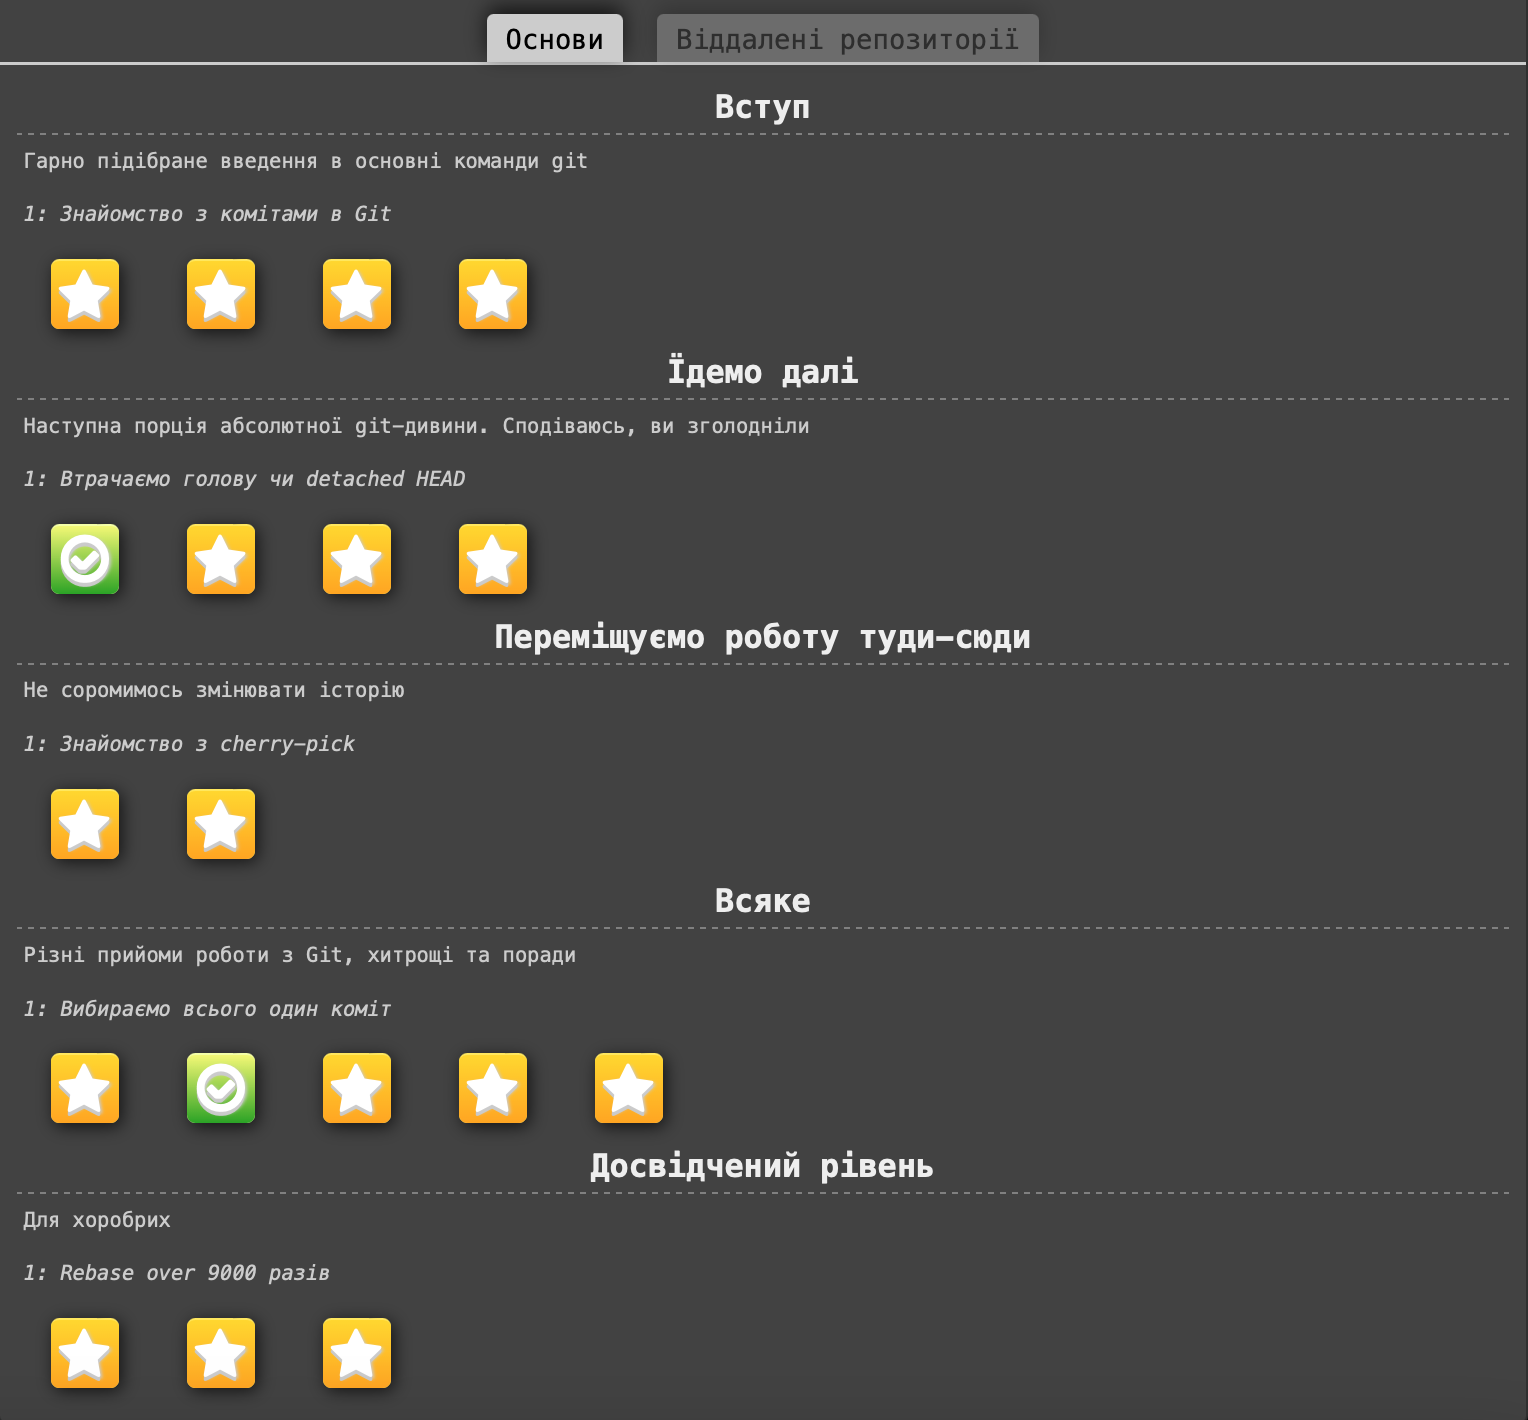 Основи
Віддалені репозиторії
Вступ
Гарно підібране введення в основні команди git
1: Знайомство з комітами в Git
Їдемо далі
Наступна порція абсолютної git-дивини. Сподіваюсь, ви зголодніли
1: Втрачаємо голову чи detached HEAD
Переміщуємо роботу туди-сюди
Не соромимось змінювати історію
1: Знайомство з cherry-pick
Всяке
Різні прийоми роботи з Git, хитрощі та поради
1: Вибираємо всього один коміт
Досвідчений рівень
Для хоробрих
1: Rebase over 9000 разів